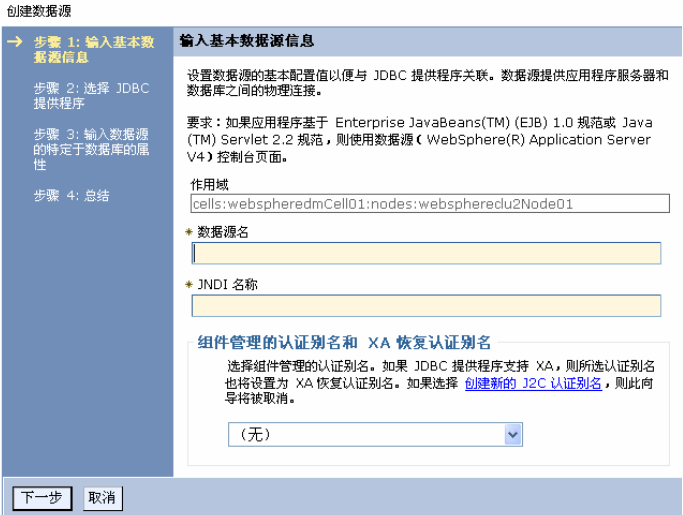 创建数据源
步骤 1: 输入基本数
据源信息
步骤 2: 选择 JDBC
提供程序
步骤 3: 输入数据源
的特定于数据库的属
性
步骤 4: 总结
输入基本数据源信息
设置数据源的基本配置值以便与 JDBC 提供程序关联。数据源提供应用程序服务器和
数据库之间的物理连接。
要求：如果应用程序基于 Enterprise JavaBeans(TM) (EJB) 1.0 规范或 Java
(TM) Servlet 2.2 规范，则使用数据源（WebSphere(R) Application Server
V4）控制台页面。
作用域
cells:webspheredmCell01:nodes:websphereclu2Node01
* 数据源名
* JNDI 名称
组件管理的认证别名和 XA 恢复认证别名
选择组件管理的认证别名。如果 JDBC 提供程序支持 XA，则所选认证别名
也将设置为 XA 恢复认证别名。如果选择 创建新的 J2C 认证别名，则此向
导将被取消。
（无）
下一步 取消